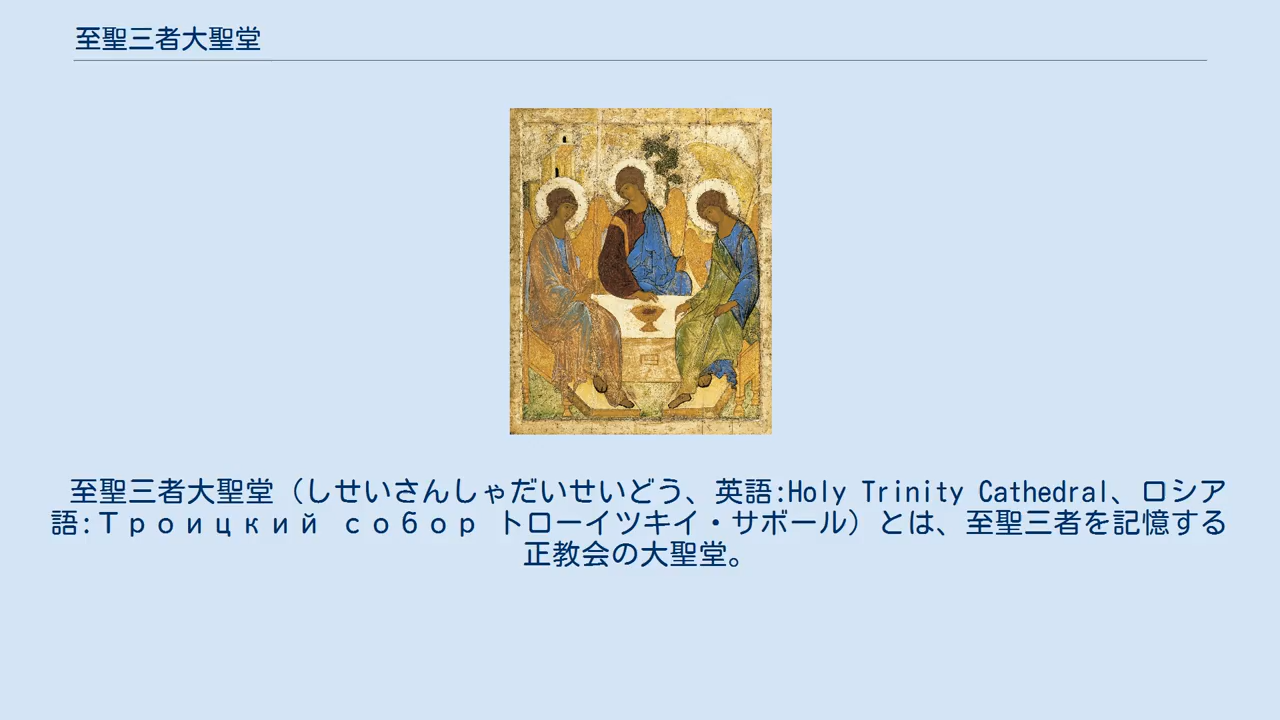 至聖三者大聖堂
至聖三者大聖堂（しせいさんしゃだいせいどう、英語:Holy Trinity Cathedral、ロシア
語:Троицкий собор トローイツキイ・サボール）とは、至聖三者を記憶する
正教会の大聖堂。